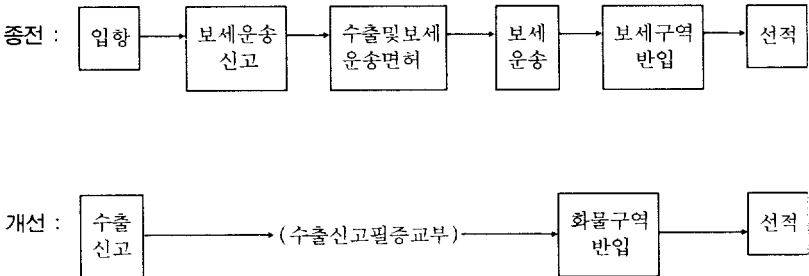 종전 : 입항 보세운송 수출및보세 보세 보세구역 선적
신고 운송면허 운송 반입
개선 : 수출 (수출신고필증교부) 화물구역 선적
신고 반입